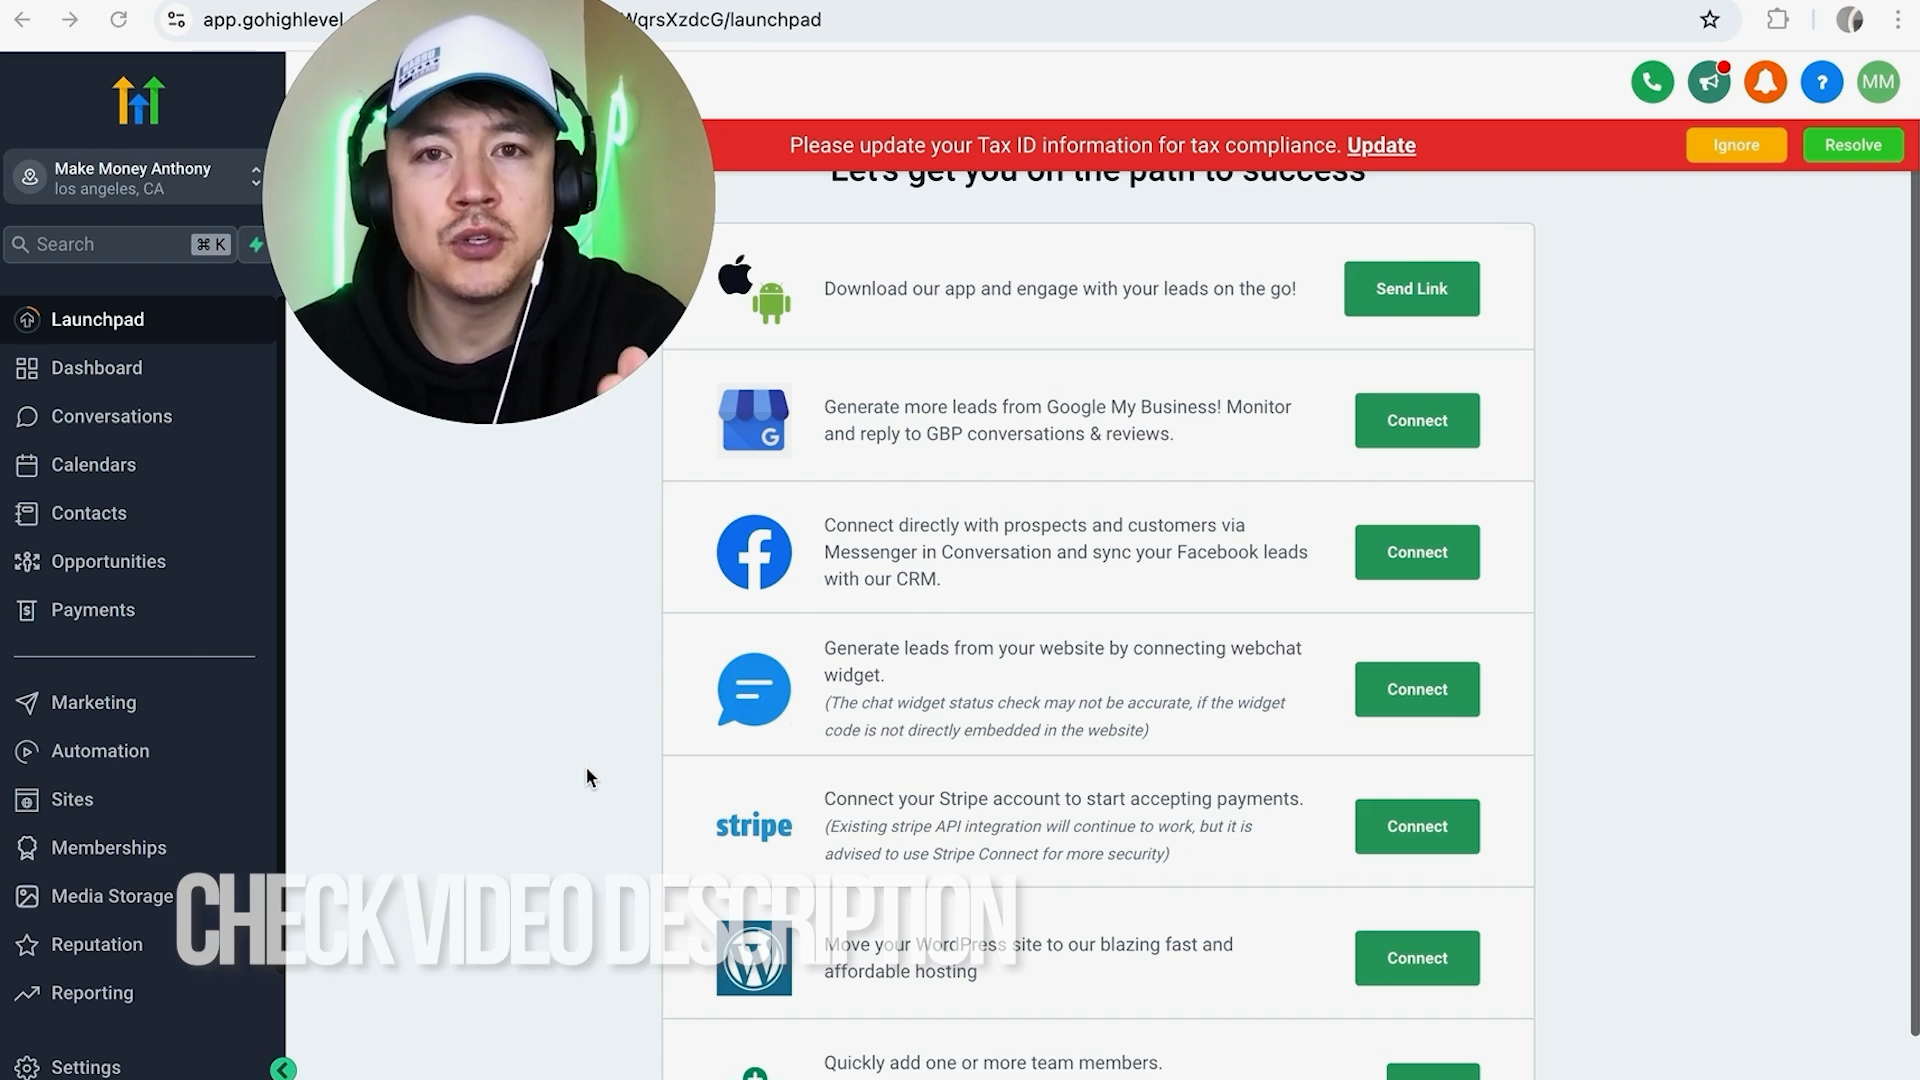 app.gohighlevel.
WqrsXzdcG/launchpad
MM
Please update your Tax ID information for tax compliance. Update
Ignore
Resolve
Let's get you on the path to success
Make Money Anthony
los angeles, CA
Search
⌘ K
Launchpad
Dashboard
Conversations
Calendars
Contacts
Opportunities
Payments
Marketing
Automation
Sites
Memberships
Media Storage
Reputation
Reporting
Settings
Download our app and engage with your leads on the go!
Send Link
Generate more leads from Google My Business! Monitor
and reply to GBP conversations & reviews.
Connect
Connect directly with prospects and customers via
Messenger in Conversation and sync your Facebook leads
with our CRM.
Connect
Generate leads from your website by connecting webchat
widget.
(The chat widget status check may not be accurate, if the widget
code is not directly embedded in the website)
Connect
stripe
Connect your Stripe account to start accepting payments.
(Existing stripe API integration will continue to work, but it is
advised to use Stripe Connect for more security)
Connect
CHECK VIDEO DESCRIPTION
Move your WordPress site to our blazing fast and
affordable hosting
Connect
Quickly add one or more team members.